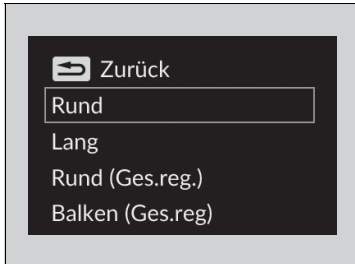 Zurück
Rund
Lang
Rund (Ges.reg.)
Balken (Ges.reg)